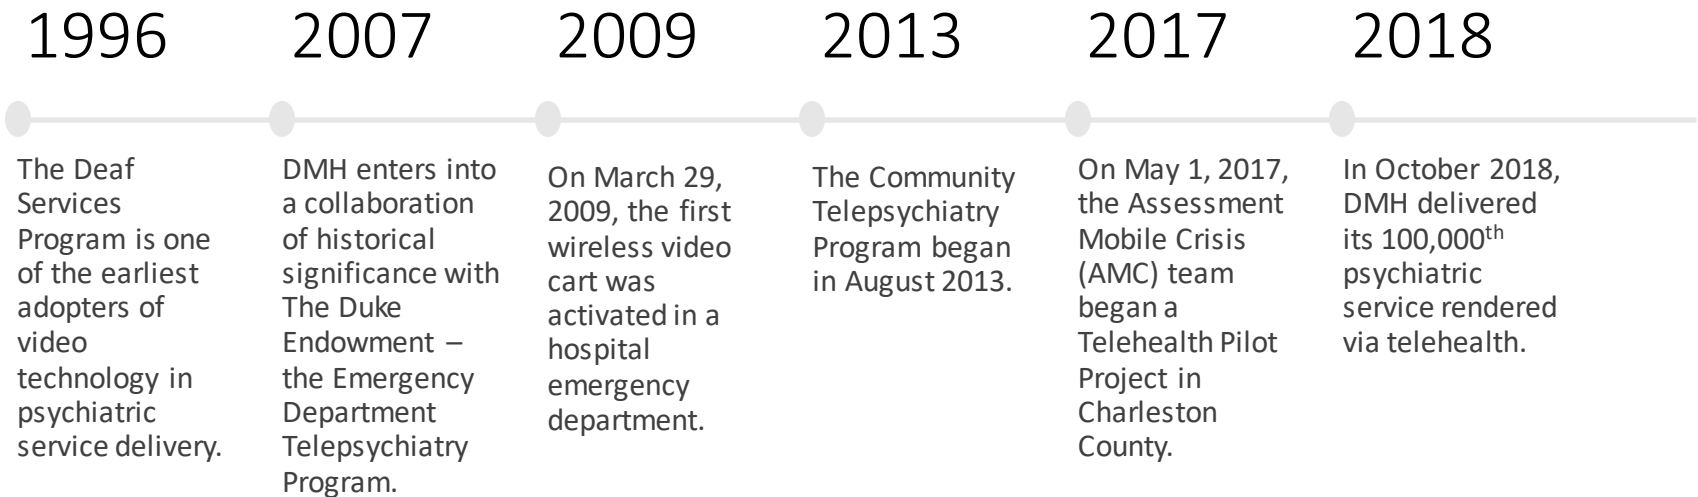 1996
The Deaf
Services
Program is one
of the earliest
adopters of
video
technology in
psychiatric
service delivery.
2007
DMH enters into
a collaboration
of historical
significance with
The Duke
Endowment –
the Emergency
Department
Telepsychiatry
Program.
2009
On March 29,
2009, the first
wireless video
cart was
activated in a
hospital
emergency
department.
2013
The Community
Telepsychiatry
Program began
in August 2013.
2017
On May 1, 2017,
the Assessment
Mobile Crisis
(AMC) team
began a
Telehealth Pilot
Project in
Charleston
County.
2018
In October 2018,
DMH delivered
its 100,000th
psychiatric
service rendered
via telehealth.